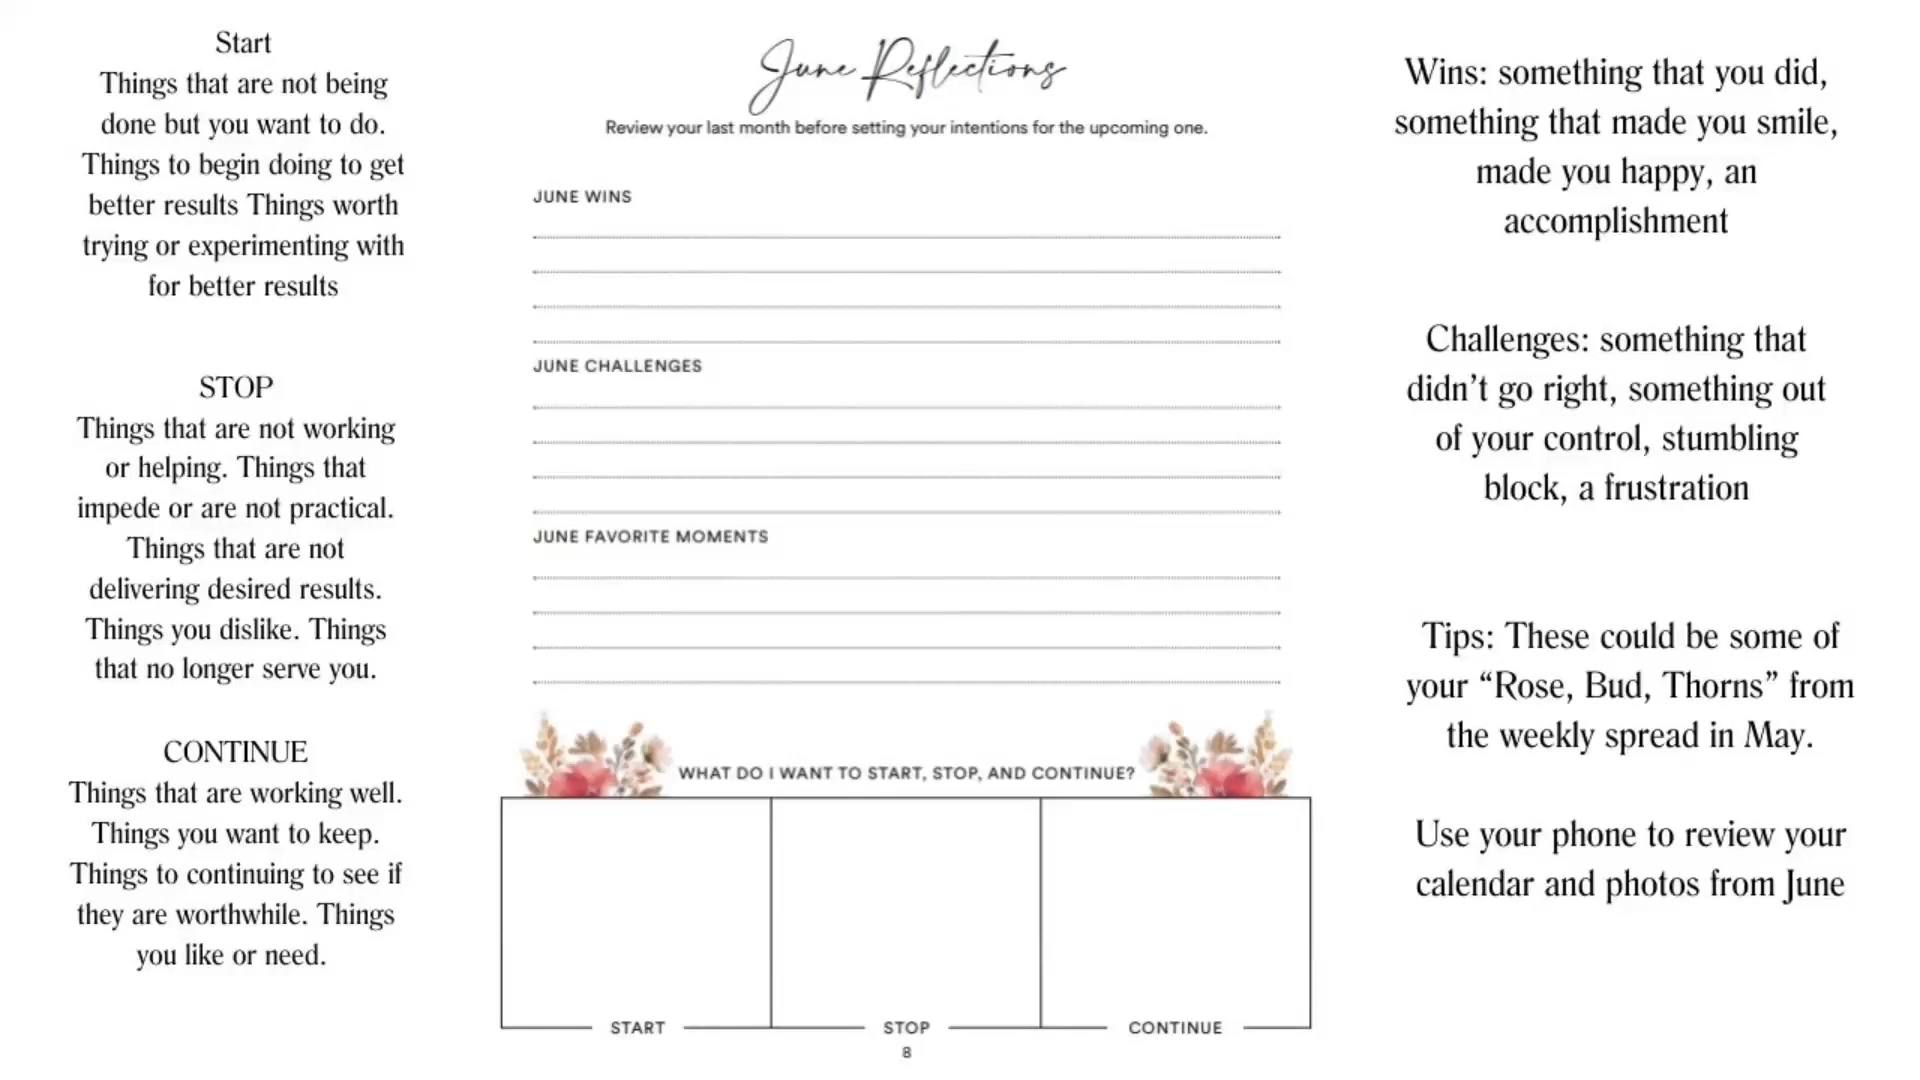 Start
Things that are not being
done but you want to do.
Things to begin doing to get
better results Things worth
trying or experimenting with
for better results
STOP
Things that are not working
or helping. Things that
impede or are not practical.
Things that are not
delivering desired results.
Things you dislike. Things
that no longer serve you.
CONTINUE
Things that are working well.
Things you want to keep.
Things to continuing to see if
they are worthwhile. Things
you like or need.
June Reflections
Review your last month before setting your intentions for the upcoming one.
JUNE WINS
JUNE CHALLENGES
JUNE FAVORITE MOMENTS
WHAT DO I WANT TO START, STOP, AND CONTINUE?
START
STOP
CONTINUE
8
Wins: something that you did,
something that made you smile,
made you happy, an
accomplishment
Challenges: something that
didn’t go right, something out
of your control, stumbling
block, a frustration
Tips: These could be some of
your “Rose, Bud, Thorns” from
the weekly spread in May.
Use your phone to review your
calendar and photos from June